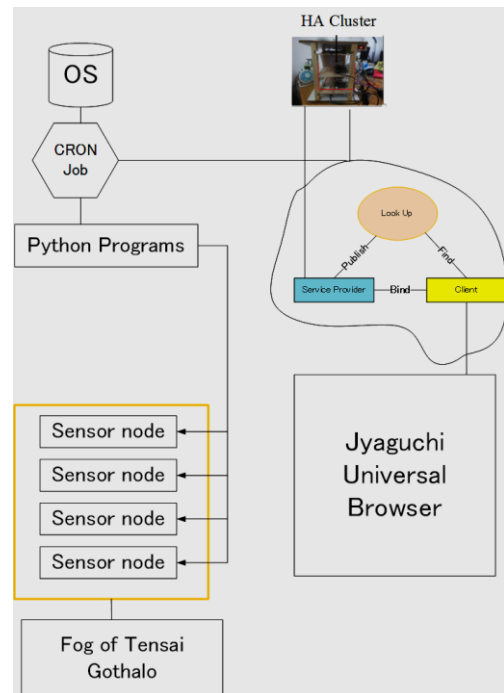 HA Cluster
OS
CRON
Job
Python Programs
Look Up
Publish
Find
Service Provider
Bind
Client
Sensor node
Sensor node
Sensor node
Sensor node
Jyaguchi
Universal
Browser
Fog of Tensai
Gothalo